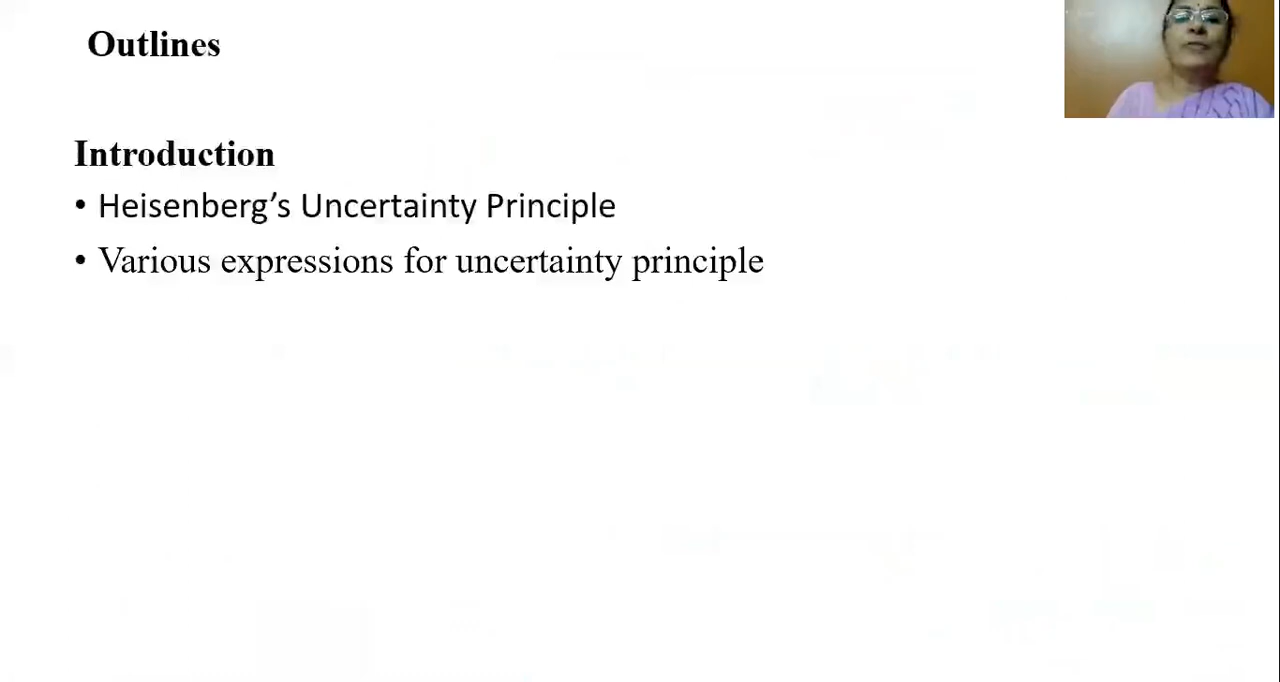 Outlines
Introduction
• Heisenberg’s Uncertainty Principle
• Various expressions for uncertainty principle